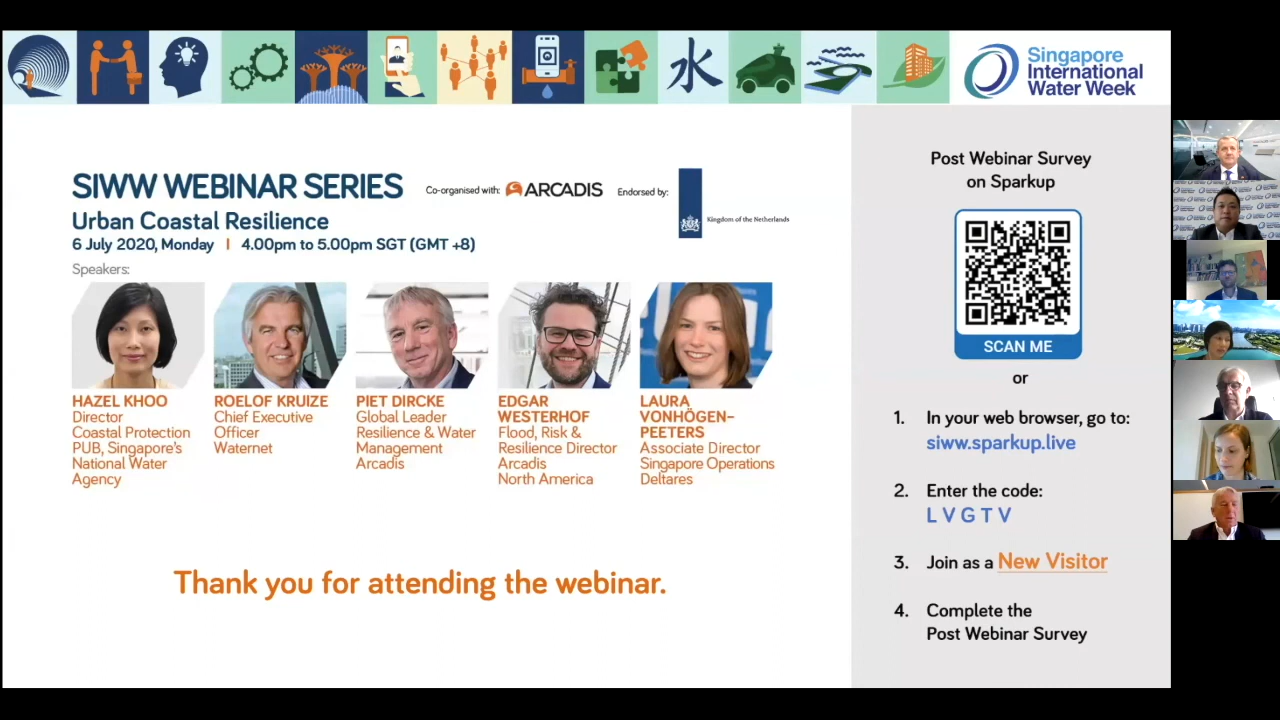 水
Singapore
International
Water Week
SIWW WEBINAR SERIES
Co-organised with: ARCADIS Endorsed by: Kingdom of the Netherlands
Urban Coastal Resilience
6 July 2020, Monday I 4.00pm to 5.00pm SGT (GMT +8)
Speakers:
HAZEL KHOO
Director
Coastal Protection
PUB, Singapore's
National Water
Agency
ROELOF KRUIZE
Chief Executive
Officer
Waternet
PIET DIRCKE
Global Leader
Resilience & Water
Management
Arcadis
EDGAR
WESTERHOF
Flood, Risk &
Resilience Director
Arcadis
North America
LAURA
VONHÖGEN-
PEETERS
Associate Director
Singapore Operations
Deltares
Thank you for attending the webinar.
Post Webinar Survey
on Sparkup
SCAN ME
or
1. In your web browser, go to:
siww.sparkup.live
2. Enter the code:
L V G T V
3. Join as a New Visitor
4. Complete the
Post Webinar Survey